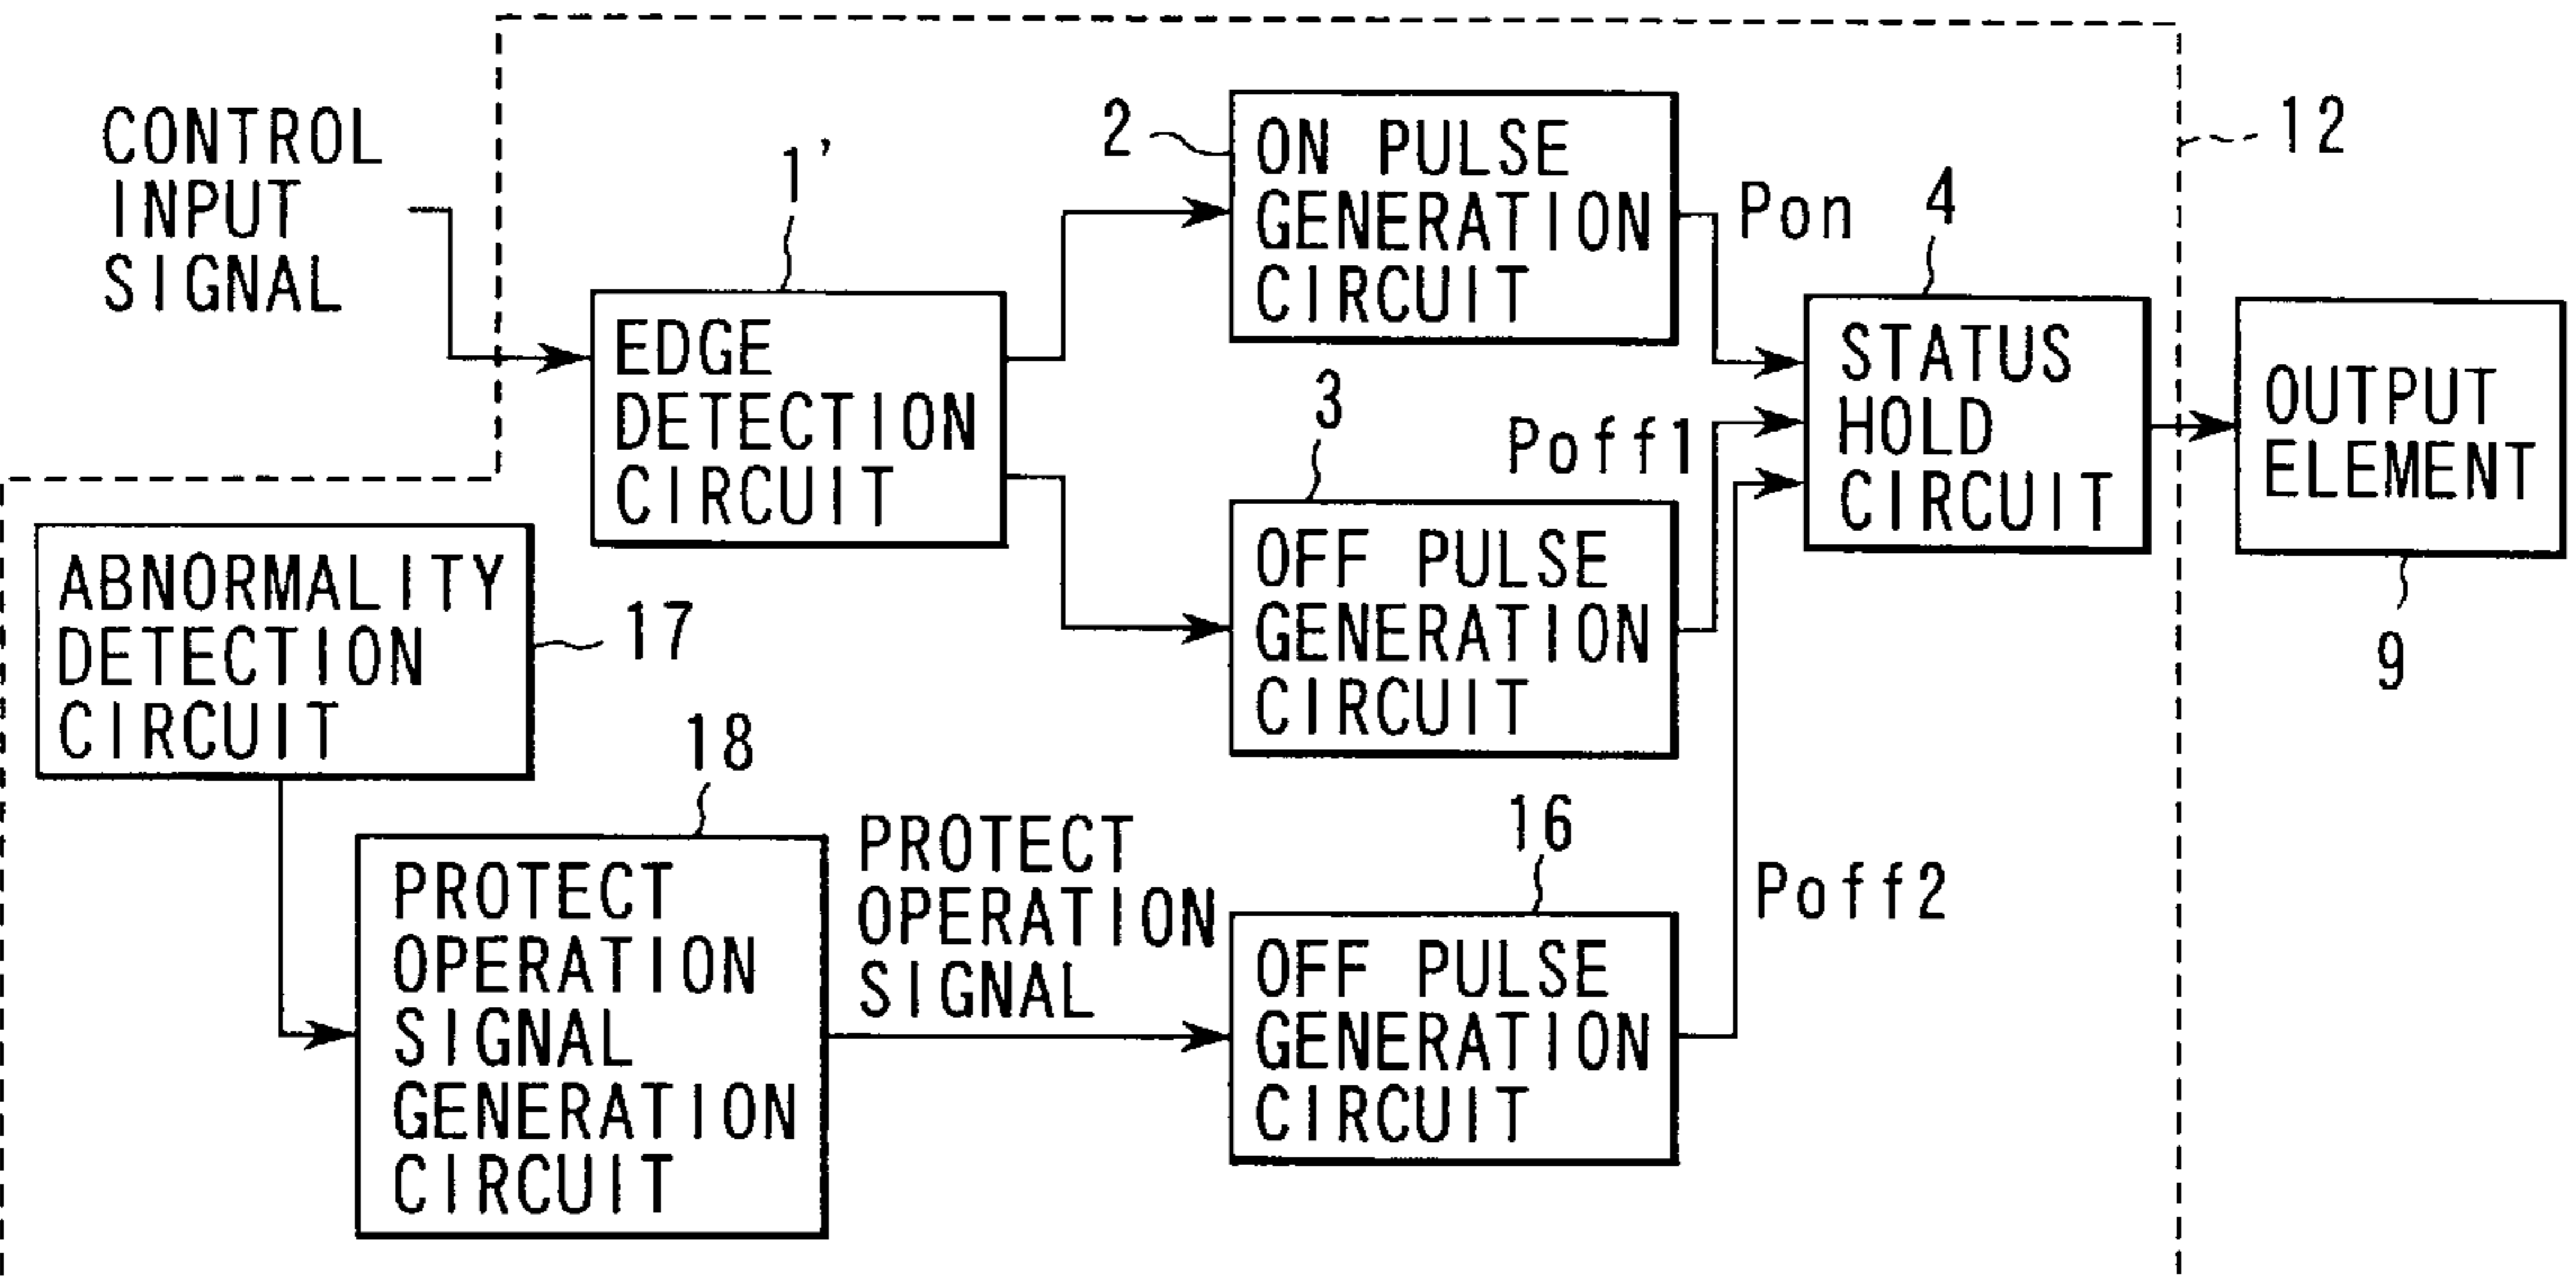 CONTROL
INPUT
SIGNAL
1'
EDGE
DETECTION
CIRCUIT
2
ON PULSE
GENERATION
CIRCUIT
Pon
4
STATUS
HOLD
CIRCUIT
12
OUTPUT
ELEMENT
9
3
Poff1
OFF PULSE
GENERATION
CIRCUIT
ABNORMALITY
DETECTION
CIRCUIT
17
18
PROTECT
OPERATION
SIGNAL
GENERATION
CIRCUIT
PROTECT
OPERATION
SIGNAL
16
OFF PULSE
GENERATION
CIRCUIT
Poff2